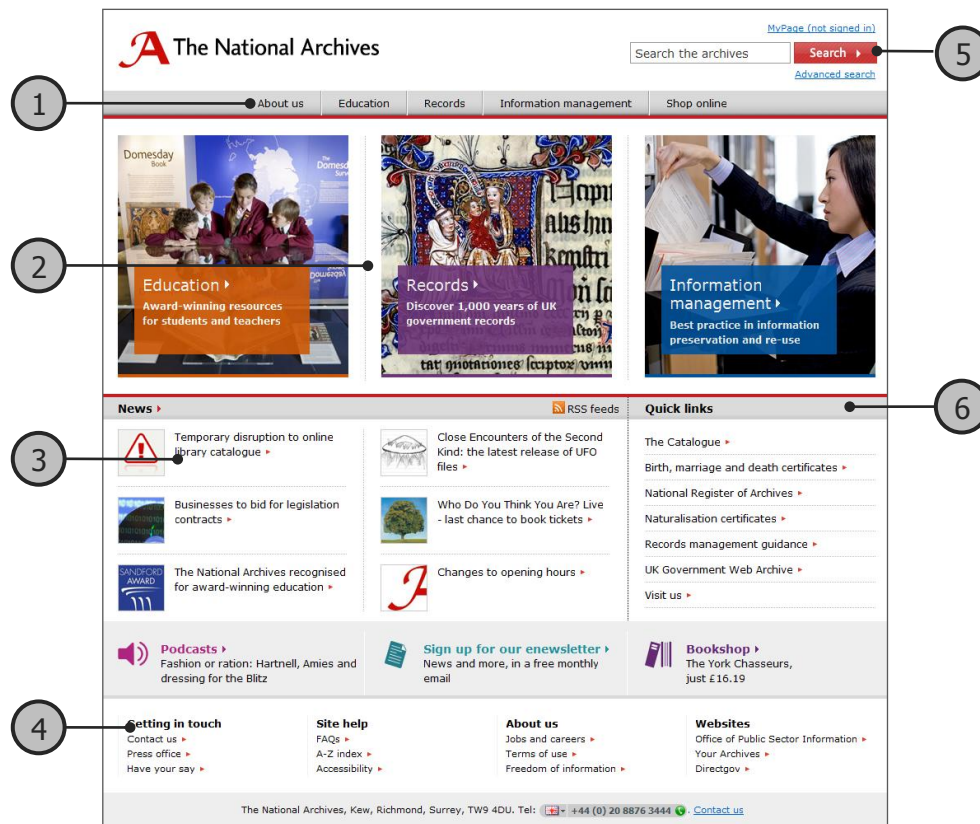 MyPage (not signed in)
The National Archives
Search the archives
Search
Advanced search
5
1
About us Education Records Information management Shop online
Domesday
Book
The
Domesd
Surv
2
Education
Award-winning resources
for students and teachers
Records
Discover 1,000 years of UK
government records
Information
management
Best practice in information
preservation and re-use
News
RSS feeds
Quick links
6
3
Temporary disruption to online
library catalogue
Close Encounters of the Second
Kind: the latest release of UFO
files
Businesses to bid for legislation
contracts
Who Do You Think You Are? Live
- last chance to book tickets
SANDFORD
AWARD
The National Archives recognised
for award-winning education
Changes to opening hours
The Catalogue
Birth, marriage and death certificates
National Register of Archives
Naturalisation certificates
Records management guidance
UK Government Web Archive
Visit us
Podcasts
Fashion or ration: Hartnell, Amies and
dressing for the Blitz
Sign up for our enewsletter
News and more, in a free monthly
email
Bookshop
The York Chasseurs,
just £16.19
4
Getting in touch
Contact us
Press office
Have your say
Site help
FAQs
A-Z index
Accessibility
About us
Jobs and careers
Terms of use
Freedom of information
Websites
Office of Public Sector Information
Your Archives
Directgov
The National Archives, Kew, Richmond, Surrey, TW9 4DU. Tel: +44 (0) 20 8876 3444 . Contact us